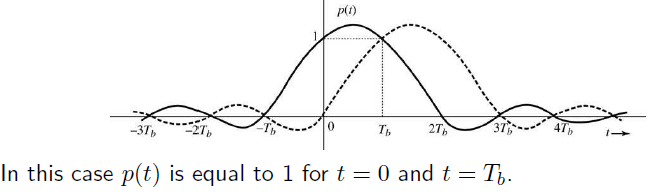 p(t)
1
-3T_b -2T_b -T_b 0 T_b 2T_b 3T_b 4T_b t→
In this case p(t) is equal to 1 for t = 0 and t = T_b.